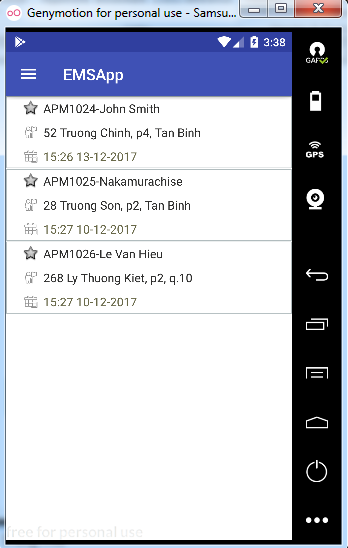 Genymotion for personal use - Samsu...
3:38
EMSApp
APM1024-John Smith
52 Truong Chinh, p4, Tan Binh
15:26 13-12-2017
APM1025-Nakamurachise
28 Truong Son, p2, Tan Binh
15:27 10-12-2017
APM1026-Le Van Hieu
268 Ly Thuong Kiet, p2, q.10
15:27 10-12-2017
free for personal use
GAPPS
GPS